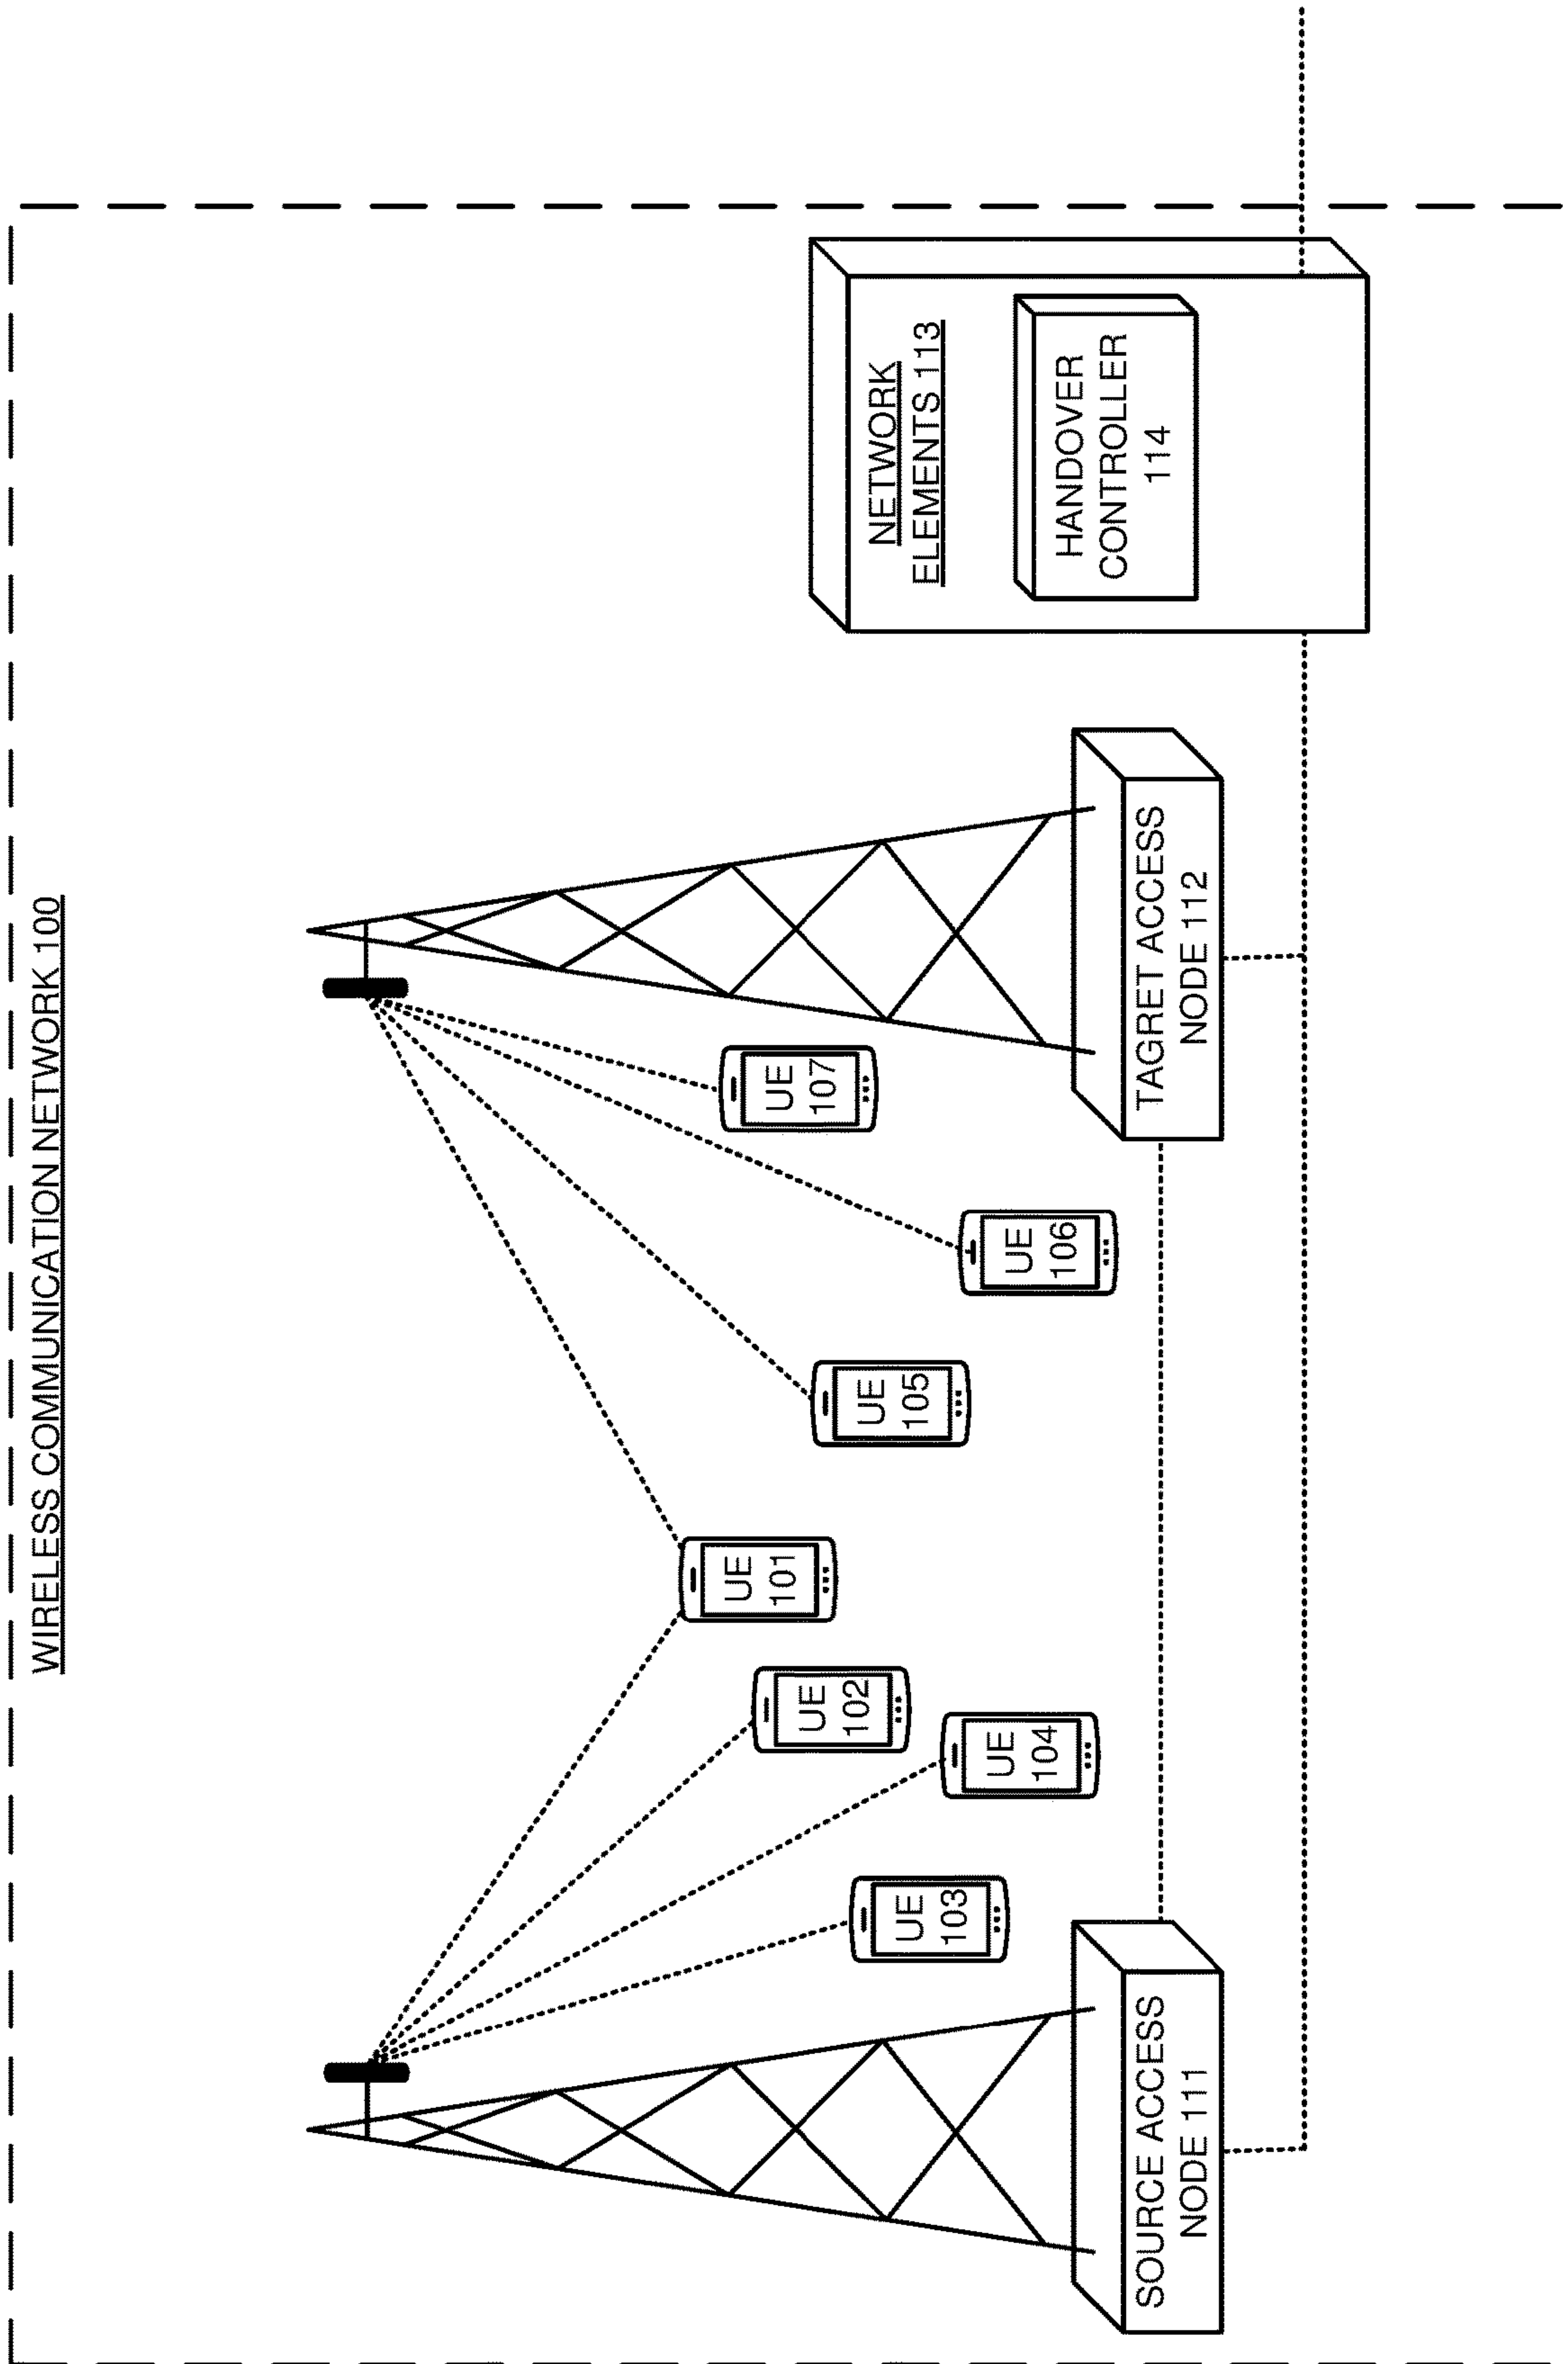 WIRELESS COMMUNICATION NETWORK 100
UE
101
UE
102
UE
103
UE
104
UE
105
UE
106
UE
107
SOURCE ACCESS
NODE 111
TAGRET ACCESS
NODE 112
NETWORK
ELEMENTS 113
HANDOVER
CONTROLLER
114